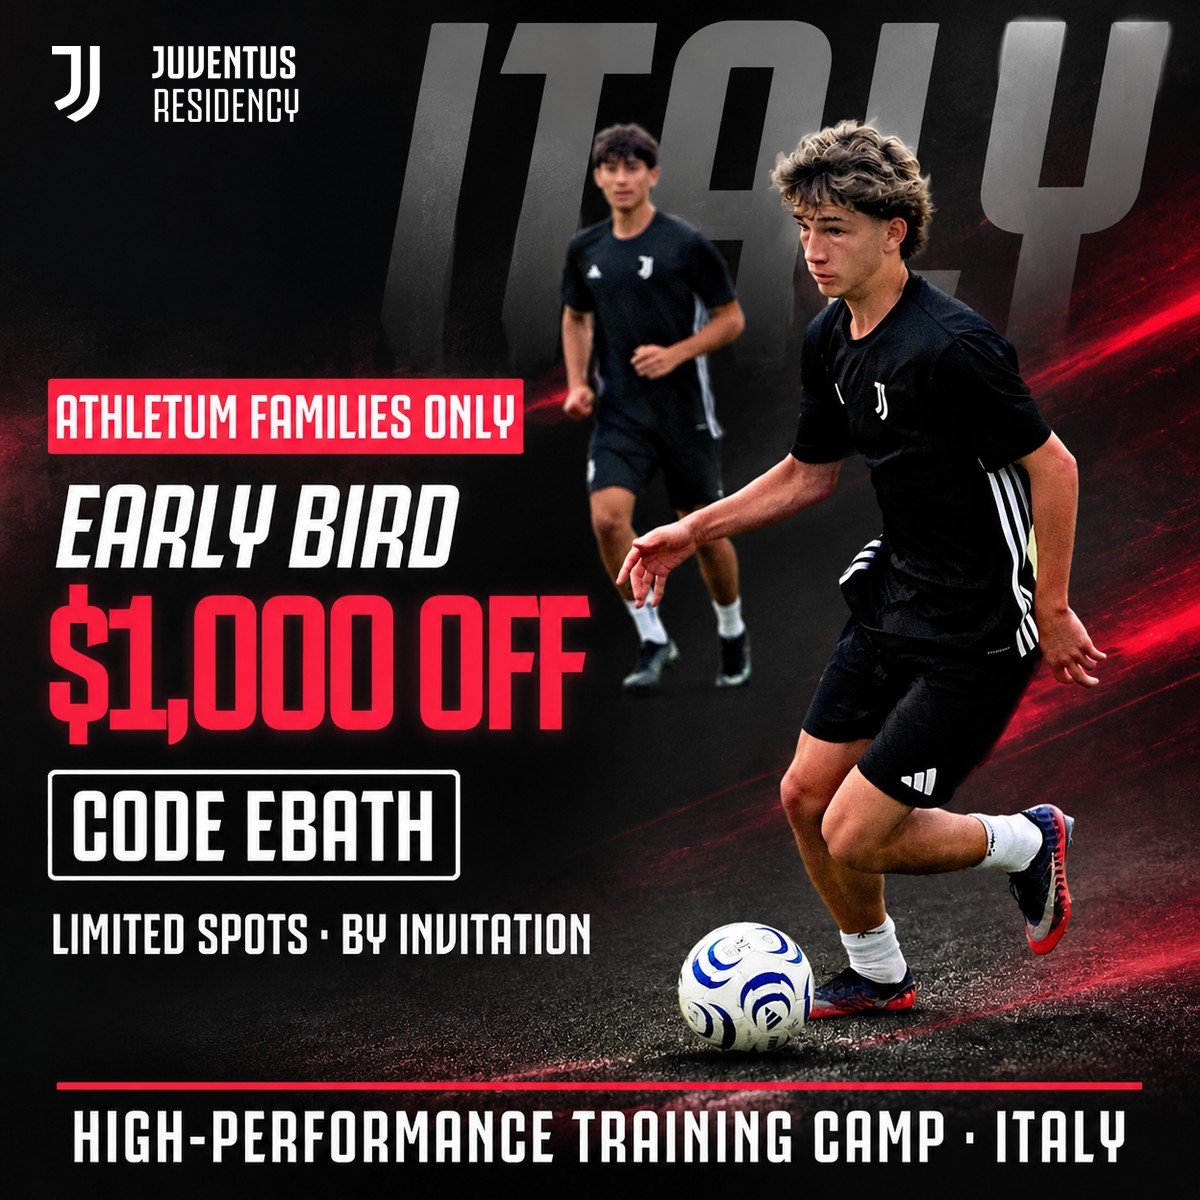 ITALY
JUVENTUS
RESIDENCY
ATHLETUM FAMILIES ONLY
EARLY BIRD
$1,000 OFF
CODE EBATH
LIMITED SPOTS · BY INVITATION
HIGH-PERFORMANCE TRAINING CAMP · ITALY